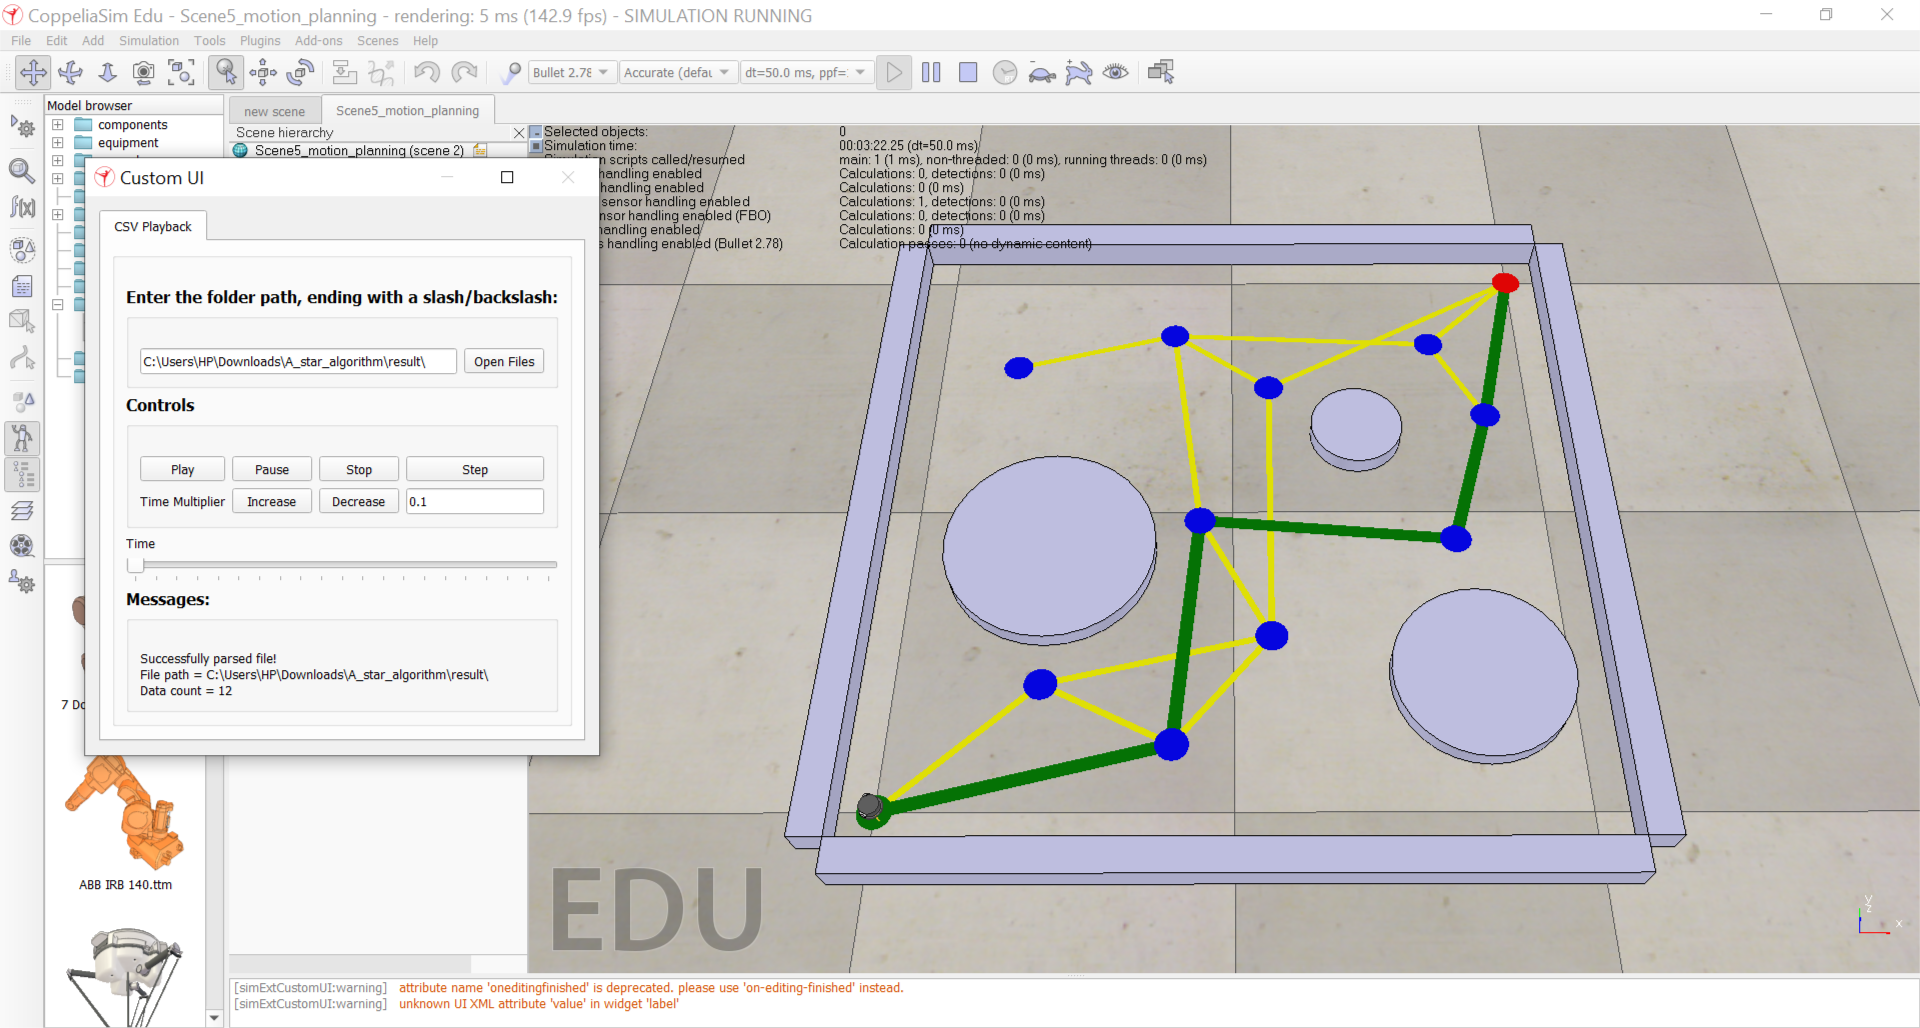 CoppeliaSim Edu - Scene5_motion_planning - rendering: 5 ms (142.9 fps) - SIMULATION RUNNING
File Edit Add Simulation Tools Plugins Add-ons Scenes Help
Bullet 2.78 Accurate (defau dt=50.0 ms, ppf=
Model browser
components
equipment
new scene Scene5_motion_planning
Scene hierarchy
Scene5_motion_planning (scene 2)
Selected objects: 0
Simulation time: 00:03:22.25 (dt=50.0 ms)
scripts called/resumed main: 1 (1 ms), non-threaded: 0 (0 ms), running threads: 0 (0 ms)
handling enabled Calculations: 0, detections: 0 (0 ms)
handling enabled Calculations: 0 (0 ms)
sensor handling enabled Calculations: 1, detections: 0 (0 ms)
handling enabled (FBO) Calculations: 0, detections: 0 (0 ms)
handling enabled Calculations: 0 (0 ms)
handling enabled (Bullet 2.78) Calculation passes: 0 (no dynamic content)
Custom UI
CSV Playback
Enter the folder path, ending with a slash/backslash:
C:\Users\HP\Downloads\A_star_algorithm\result\ Open Files
Controls
Play Pause Stop Step
Time Multiplier Increase Decrease 0.1
Time
Messages:
Successfully parsed file!
File path = C:\Users\HP\Downloads\A_star_algorithm\result\
Data count = 12
7 Do
ABB IRB 140.ttm
EDU
y
z
x
[simExtCustomUI:warning] attribute name 'oneditingfinished' is deprecated. please use 'on-editing-finished' instead.
[simExtCustomUI:warning] unknown UI XML attribute 'value' in widget 'label'